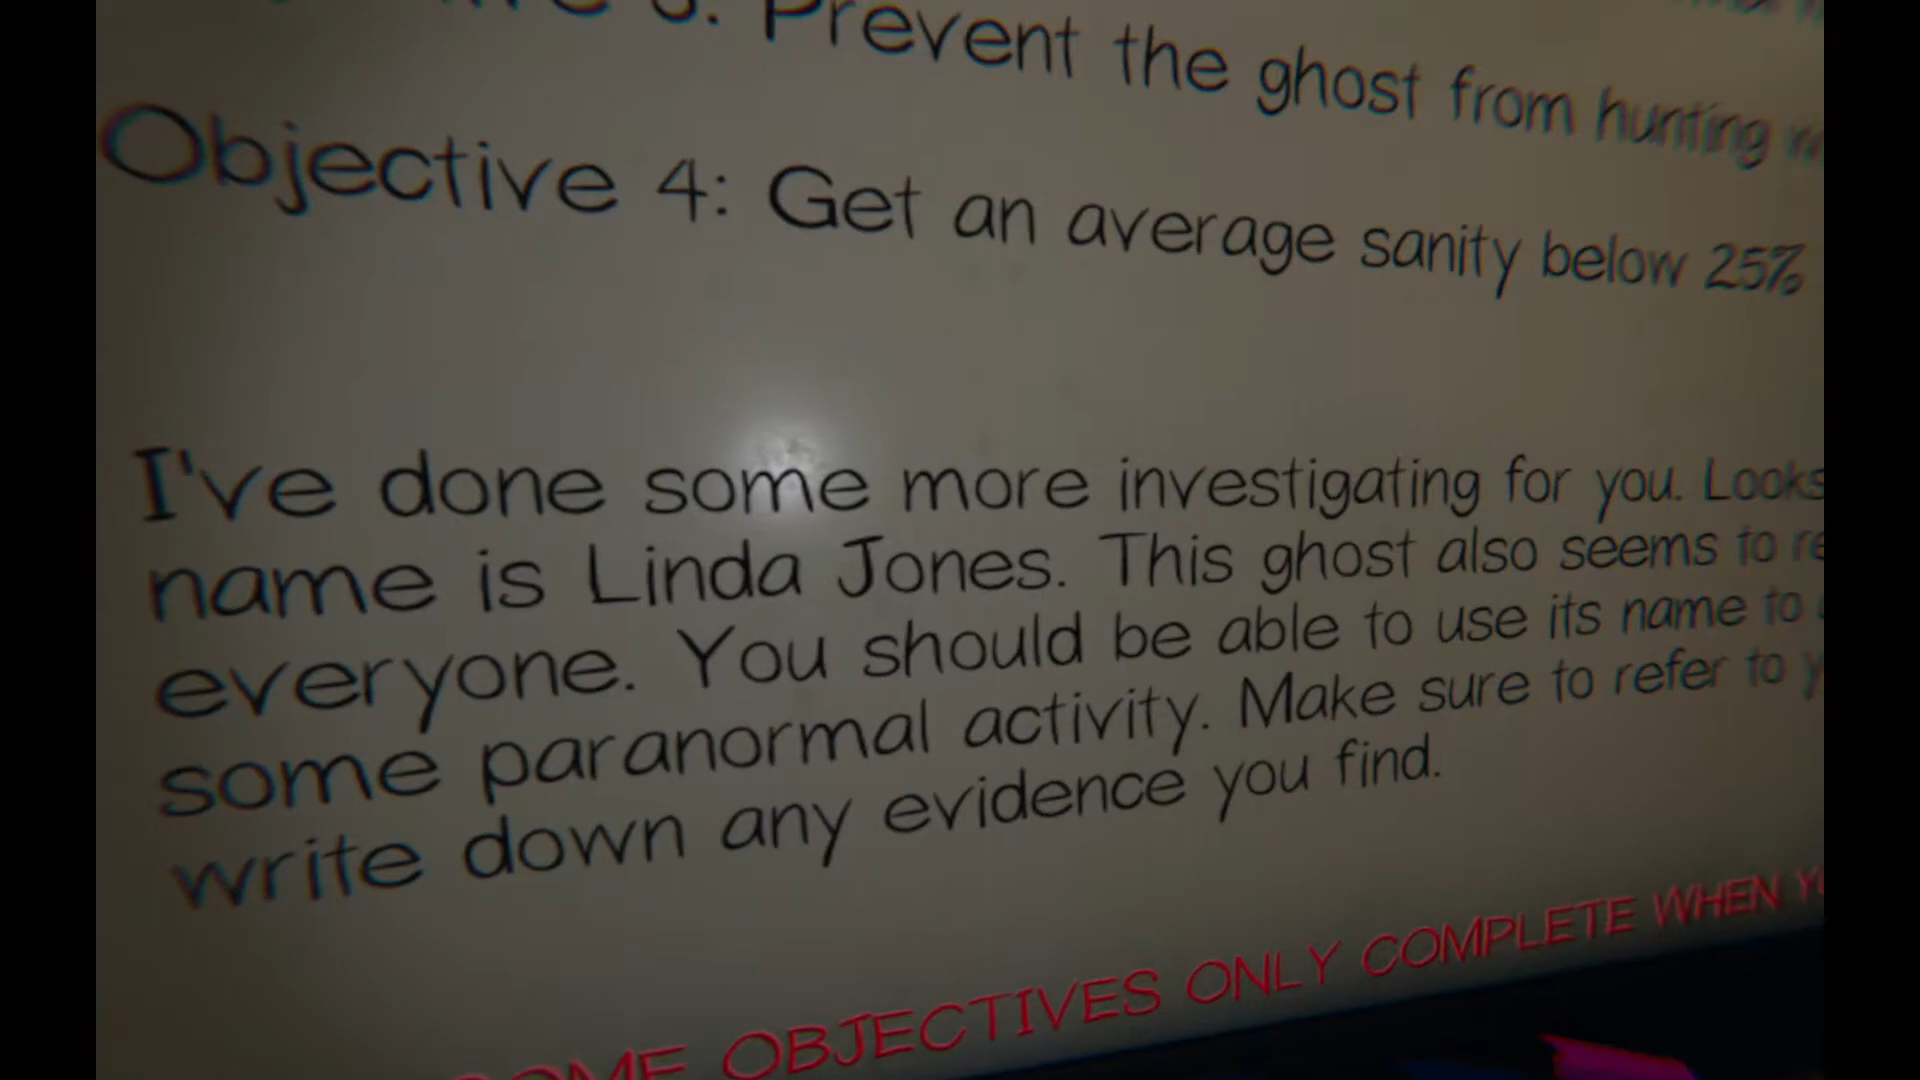 3: Prevent the ghost from hunting
Objective 4: Get an average sanity below 25%
I've done some more investigating for you. Looks
name is Linda Jones. This ghost also seems to
everyone. You should be able to use its name to
some paranormal activity. Make sure to refer to
write down any evidence you find.
OBJECTIVES ONLY COMPLETE WHEN